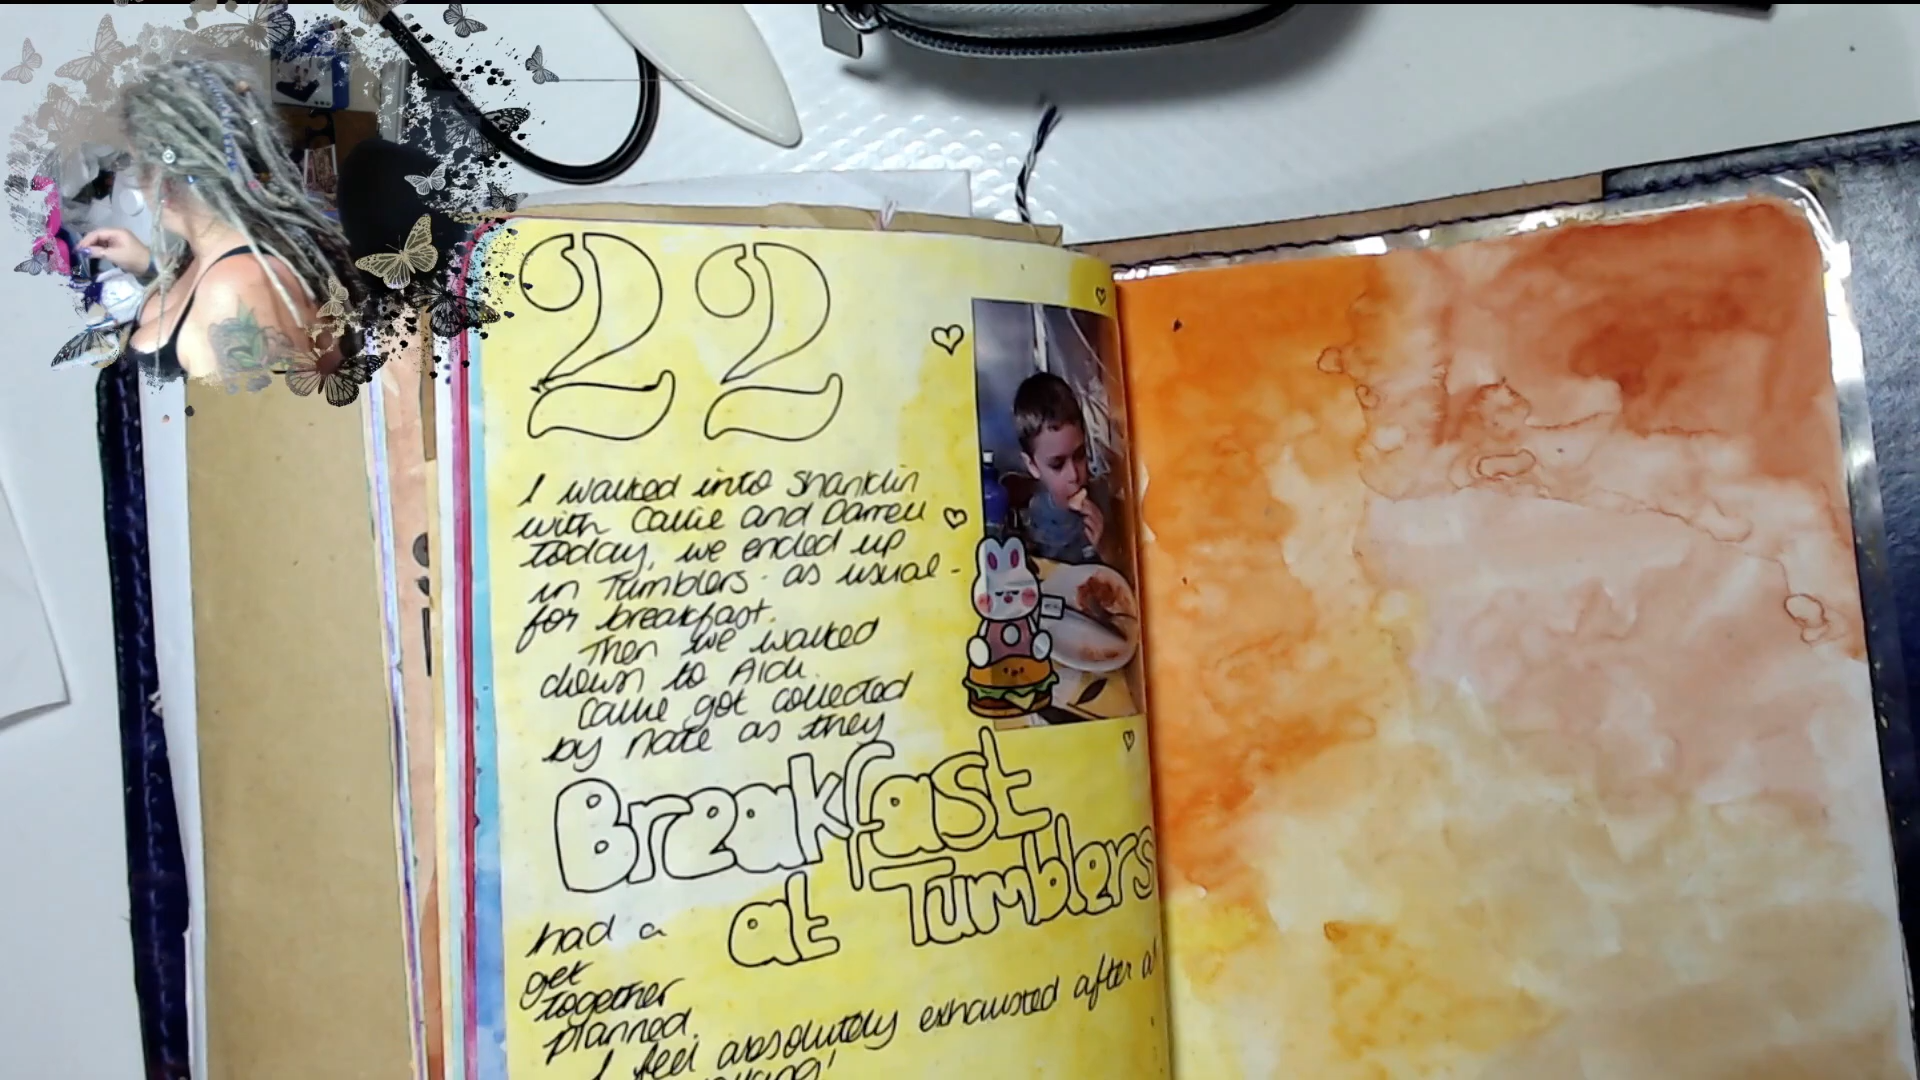 22
I walked into Shanklin
with Callie and Darrell
today, we ended up
in Tumblers - as usual -
for breakfast.
Then we walked
down to Aldi.
Callie got collected
by Nate as they
Breakfast
at Tumblers
had a
get
together
planned.
I feel absolutely exhausted after